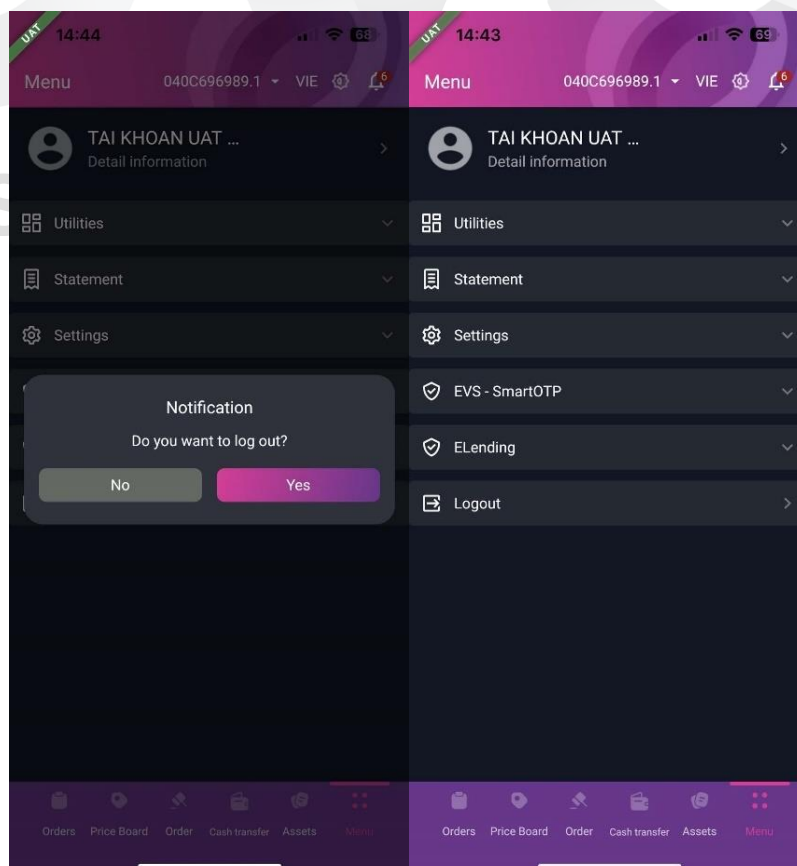 UAT 14:44 68
Menu 040C696989.1 VIE 6
TAI KHOAN UAT ...
Detail information
Utilities
Statement
Settings
Notification
Do you want to log out?
No Yes
Orders Price Board Order Cash transfer Assets Menu
UAT 14:43 69
Menu 040C696989.1 VIE 6
TAI KHOAN UAT ...
Detail information
Utilities
Statement
Settings
EVS - SmartOTP
ELending
Logout
Orders Price Board Order Cash transfer Assets Menu